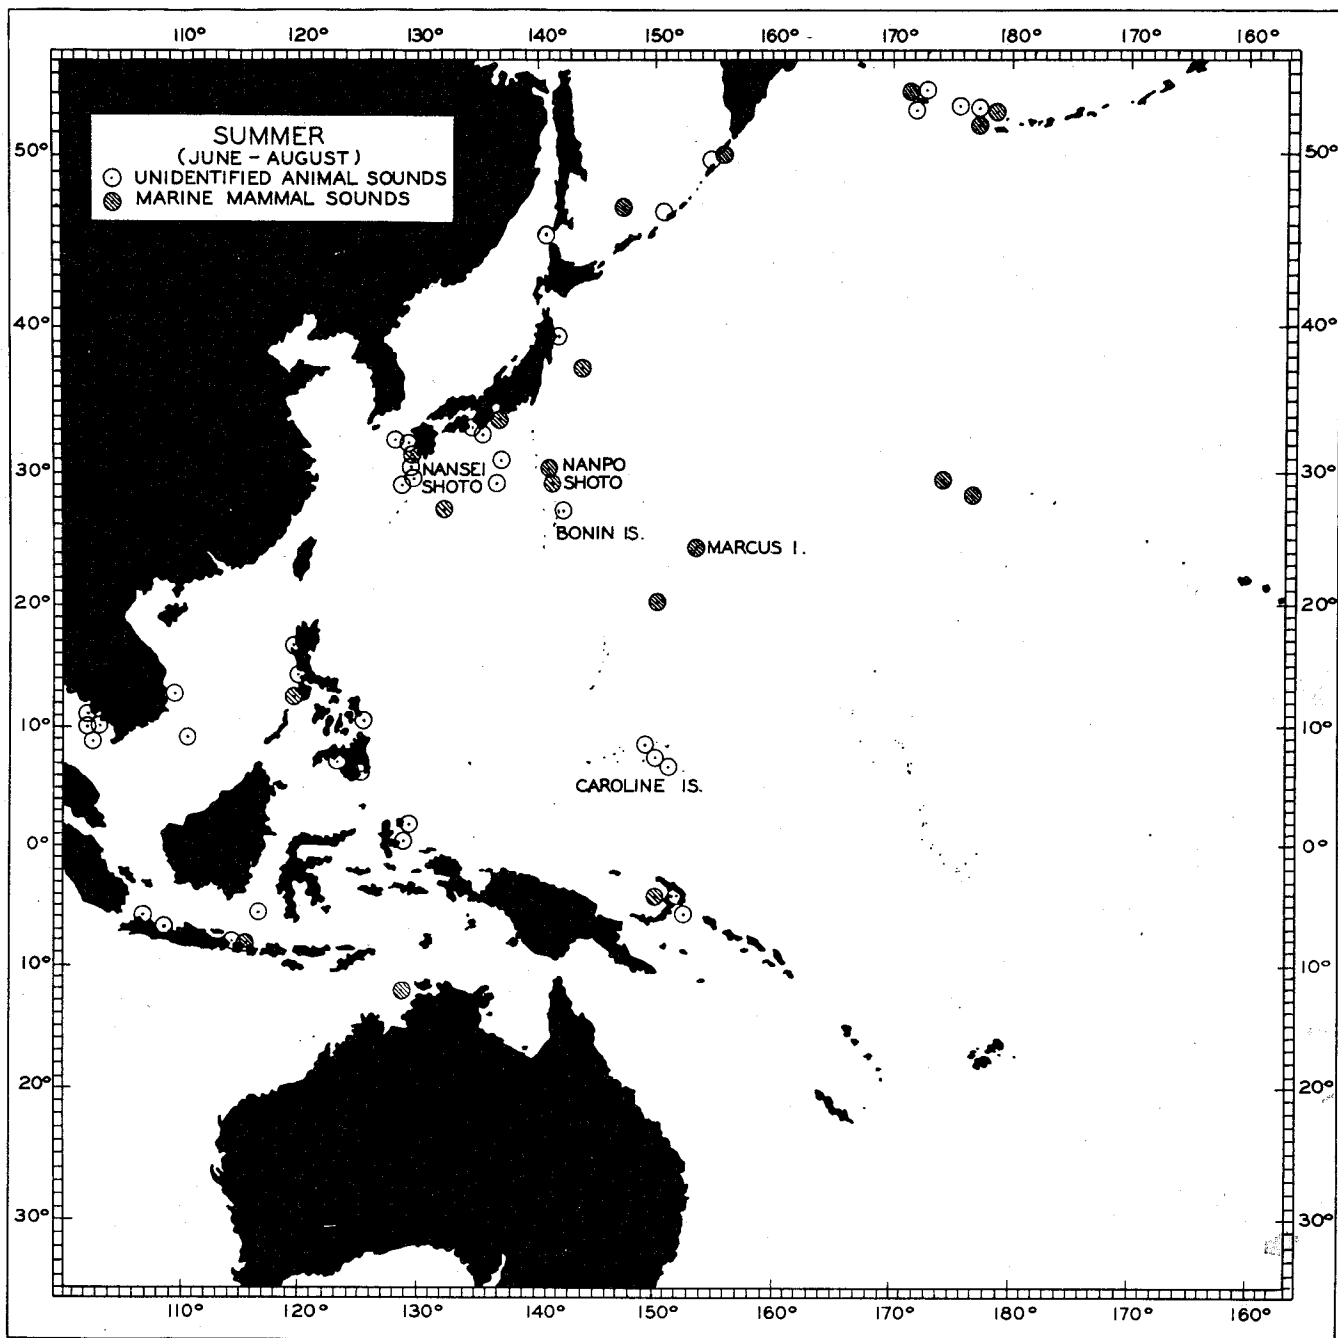 110° 120° 130° 140° 150° 160° 170° 180° 170° 160°
SUMMER
(JUNE - AUGUST)
UNIDENTIFIED ANIMAL SOUNDS
MARINE MAMMAL SOUNDS
50° 50°
40° 40°
30° 30°
NANSEI
SHOTO
NANPO
SHOTO
BONIN IS.
MARCUS I.
20° 20°
10° 10°
CAROLINE IS.
0° 0°
10° 10°
20° 20°
30° 30°
110° 120° 130° 140° 150° 160° 170° 180° 170° 160°